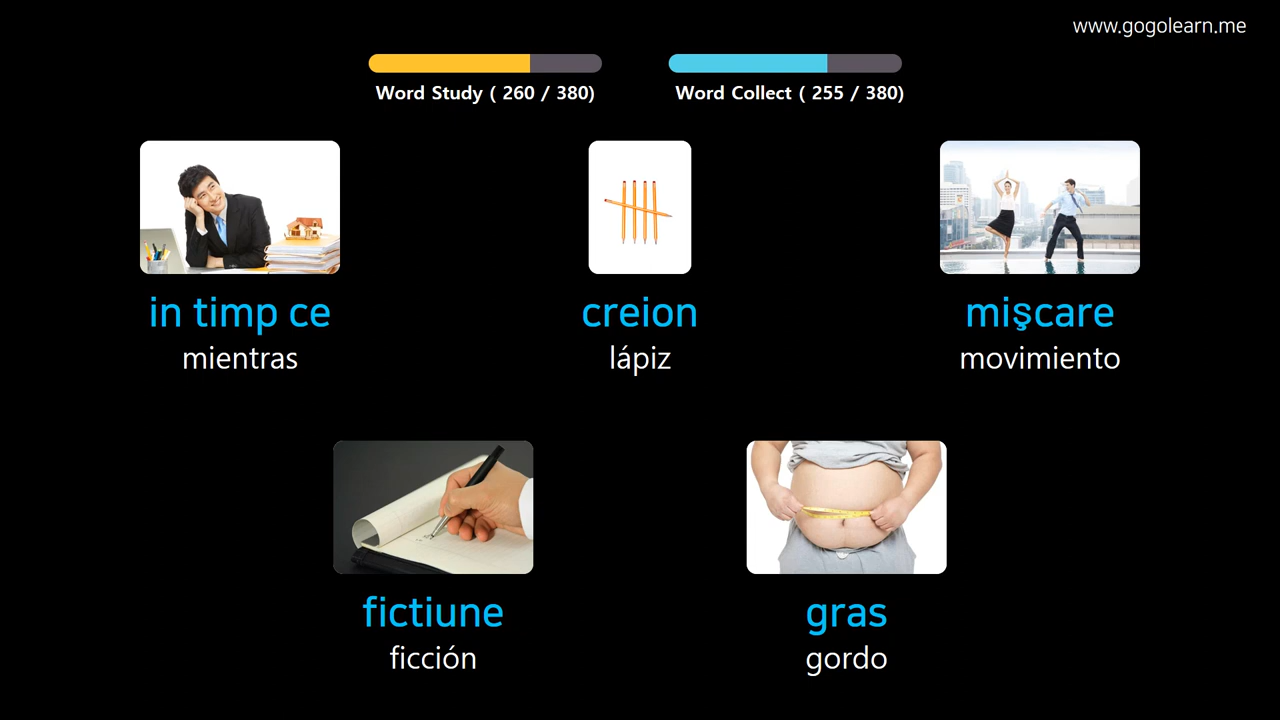 www.gogolearn.me
Word Study ( 260 / 380)
Word Collect ( 255 / 380)
in timp ce
mientras
creion
lápiz
mişcare
movimiento
fictiune
ficción
gras
gordo